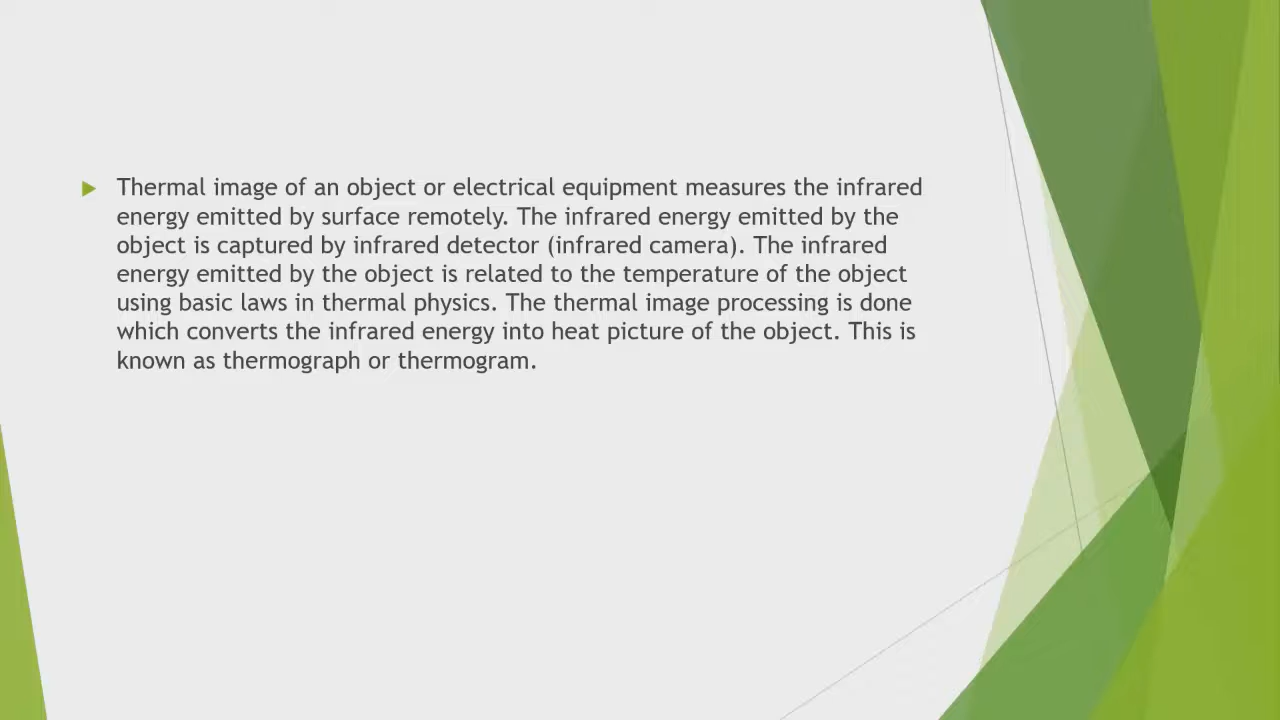 Thermal image of an object or electrical equipment measures the infrared
energy emitted by surface remotely. The infrared energy emitted by the
object is captured by infrared detector (infrared camera). The infrared
energy emitted by the object is related to the temperature of the object
using basic laws in thermal physics. The thermal image processing is done
which converts the infrared energy into heat picture of the object. This is
known as thermograph or thermogram.